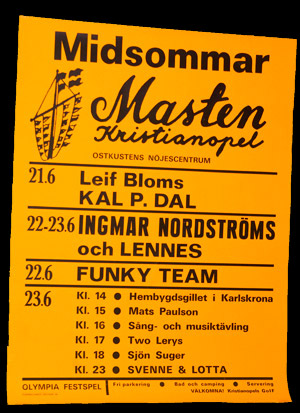 Midsommar
Masten
Kristianopel
OSTKUSTENS NÖJESCENTRUM
21.6 Leif Bloms
KAL P. DAL
22-23.6 INGMAR NORDSTRÖMS
och LENNES
22.6 FUNKY TEAM
23.6 Kl. 14 ● Hembygdsgillet i Karlskrona
Kl. 15 ● Mats Paulson
Kl. 16 ● Sång- och musiktävling
Kl. 17 ● Two Lerys
Kl. 18 ● Sjön Suger
Kl. 23 ● SVENNE & LOTTA
OLYMPIA FESTSPEL
Fri parkering ● Bad och camping ● Servering
VÄLKOMNA! Kristianopels Golf